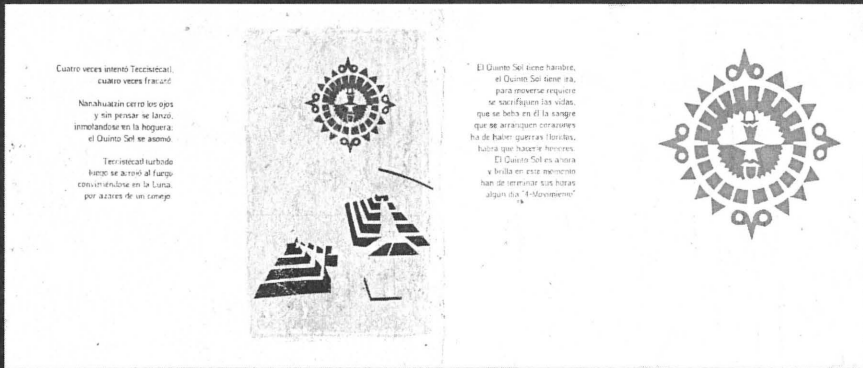 Cuatro veces intentó Teccistécatl,
cuatro veces fracasó.
Nanahuatzin cerró los ojos
y sin pensar se lanzó,
inmolandose en la hoguera:
el Quinto Sol se asomó.
Teccistécatl turbado
luego se arrojó al fuego
convirtiéndose en la Luna,
por azares de un conejo.
El Quinto Sol tiene hambre,
el Quinto Sol tiene ira,
para moverse requiere
se sacrifiquen las vidas,
que se beba en él la sangre
que se arranquen corazones
ha de haber guerras floridas,
habrá que hacerle honores.
El Quinto Sol es ahora
y brilla en este momento
han de terminar sus horas
algún día "4-Movimiento"